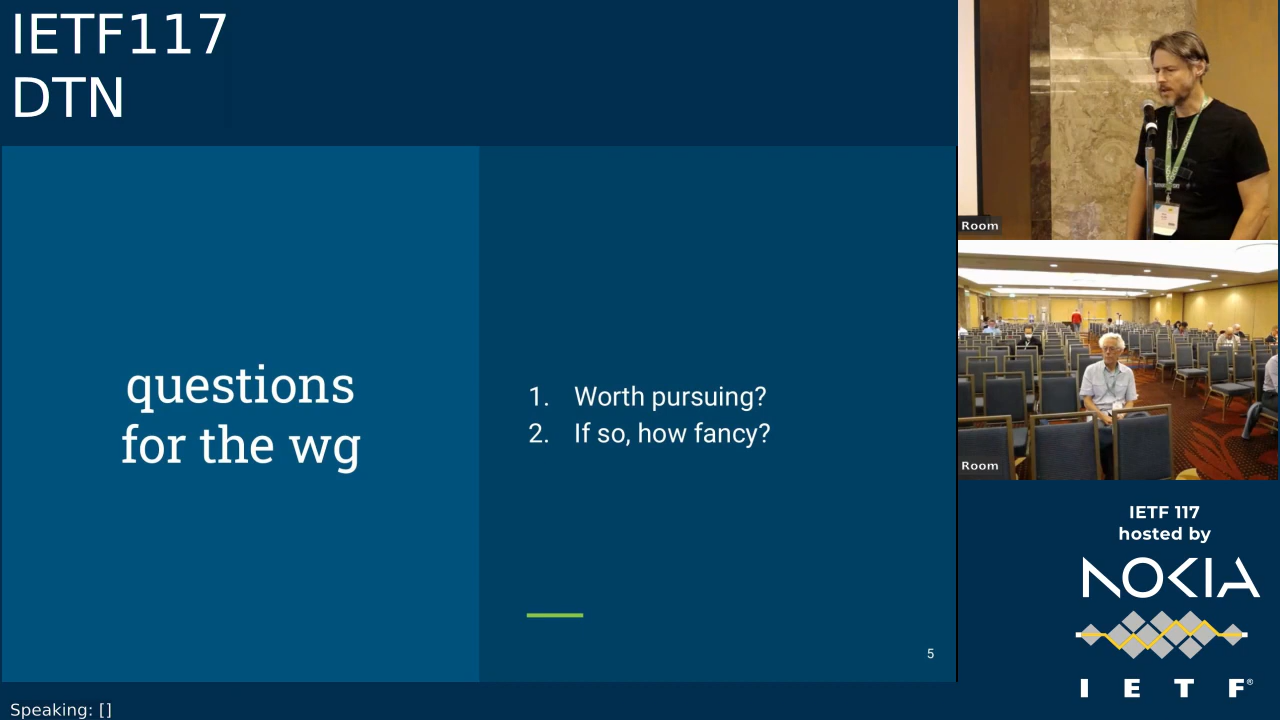 IETF117
DTN
questions
for the wg
1. Worth pursuing?
2. If so, how fancy?
5
Room
Room
IETF 117
hosted by
NOKIA
I E T F®
Speaking: []